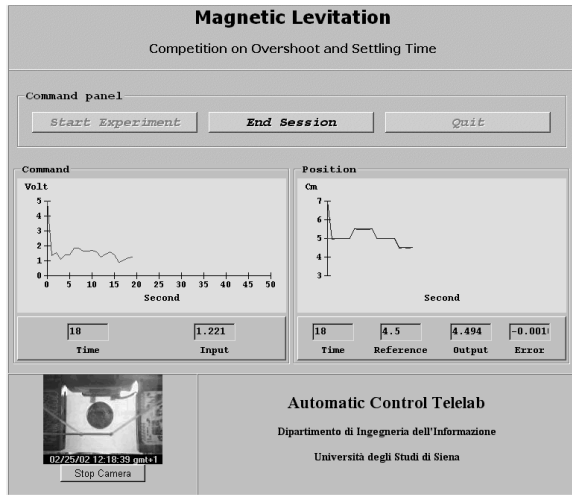 Magnetic Levitation
Competition on Overshoot and Settling Time
Command panel
Start Experiment
End Session
Quit
Command
Volt
5
4
3
2
1
0
0 5 10 15 20 25 30 35 40 45 50
Second
18
1.221
Time
Input
Position
Cm
7
6
5
4
3
Second
18
4.5
4.494
-0.001
Time
Reference
Output
Error
02/25/02 12:18:39 gmt+1
Stop Camera
Automatic Control Telelab
Dipartimento di Ingegneria dell'Informazione
Università degli Studi di Siena